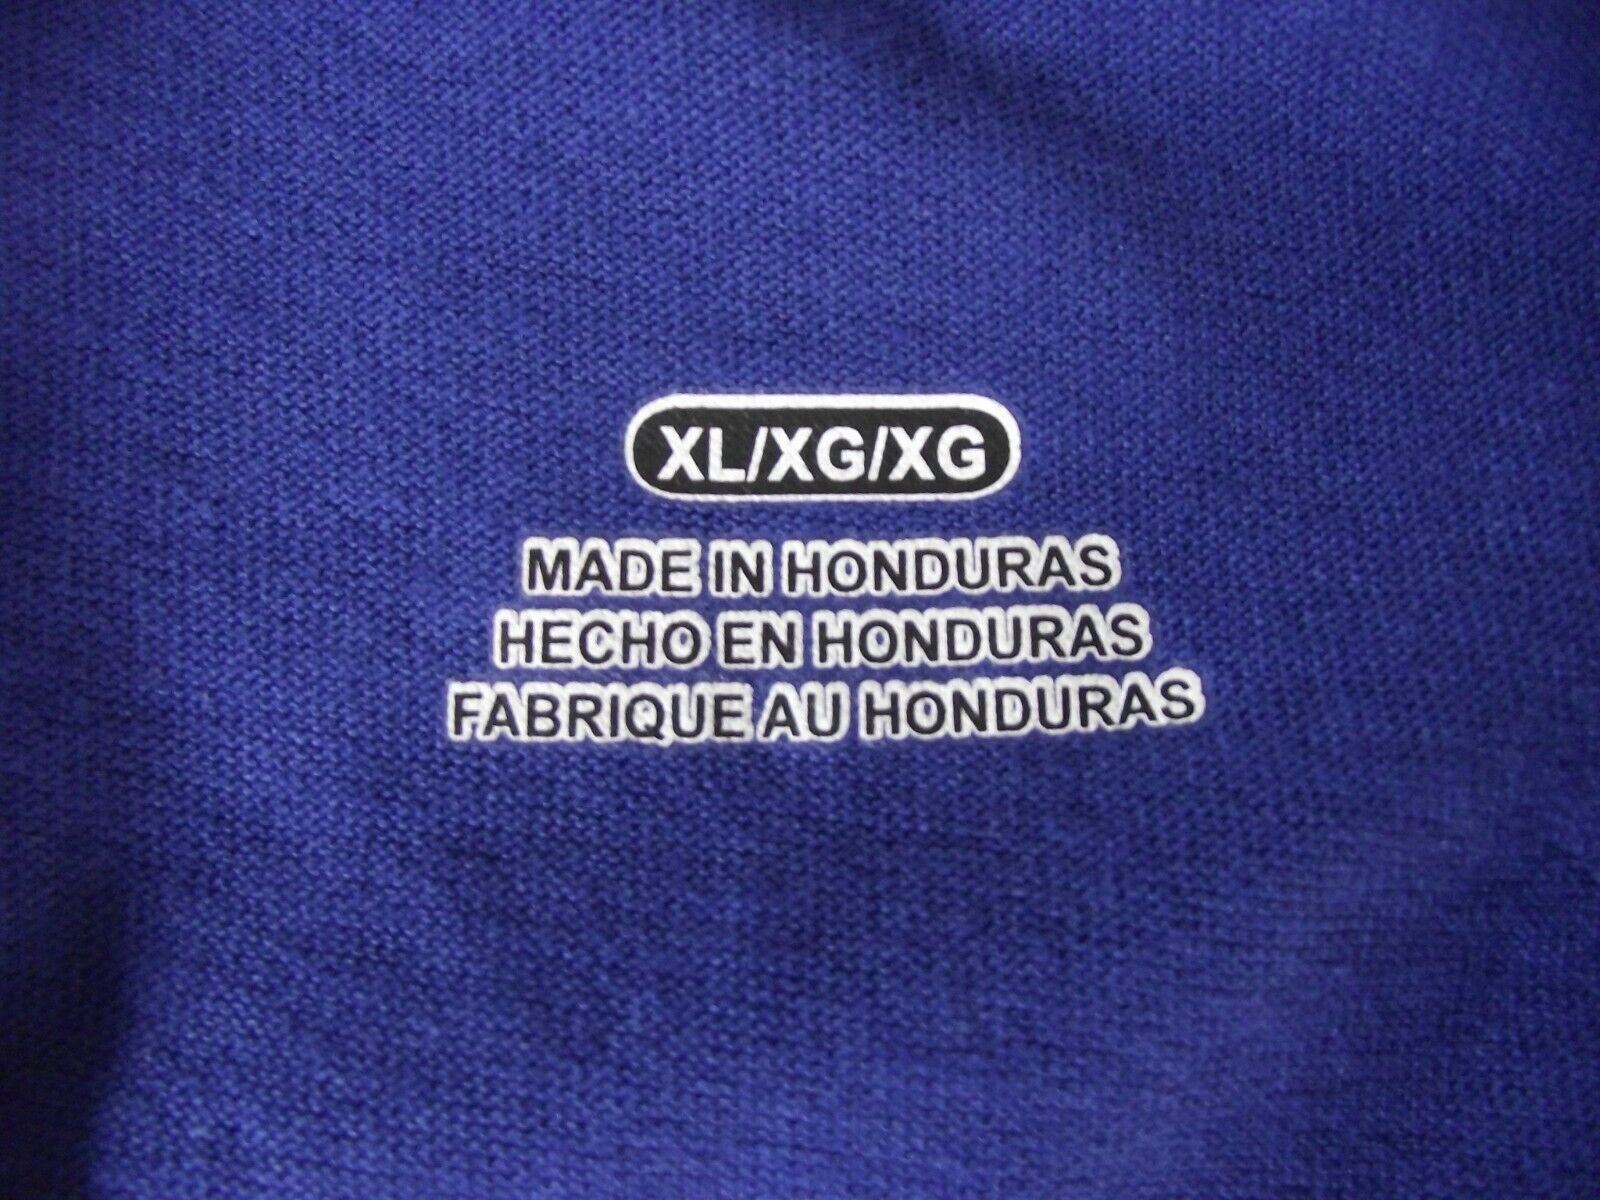 XL/XG/XG
MADE IN HONDURAS
HECHO EN HONDURAS
FABRIQUE AU HONDURAS